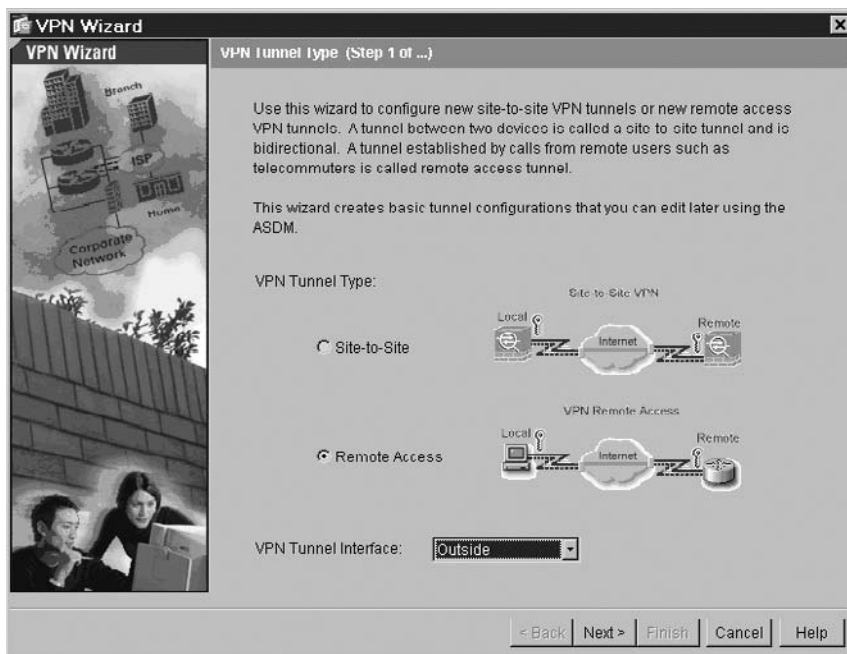 VPN Wizard
VPN Wizard
VPN Tunnel Type (Step 1 of ...)
Branch
ISP
Home
Corporate
Network
Use this wizard to configure new site-to-site VPN tunnels or new remote access
VPN tunnels. A tunnel between two devices is called a site to site tunnel and is
bidirectional. A tunnel established by calls from remote users such as
telecommuters is called remote access tunnel.
This wizard creates basic tunnel configurations that you can edit later using the
ASDM.
VPN Tunnel Type:
Site-to-Site VPN
Local
Remote
Internet
Site-to-Site
VPN Remote Access
Local
Remote
Internet
Remote Access
VPN Tunnel Interface:
Outside
< Back
Next >
Finish
Cancel
Help